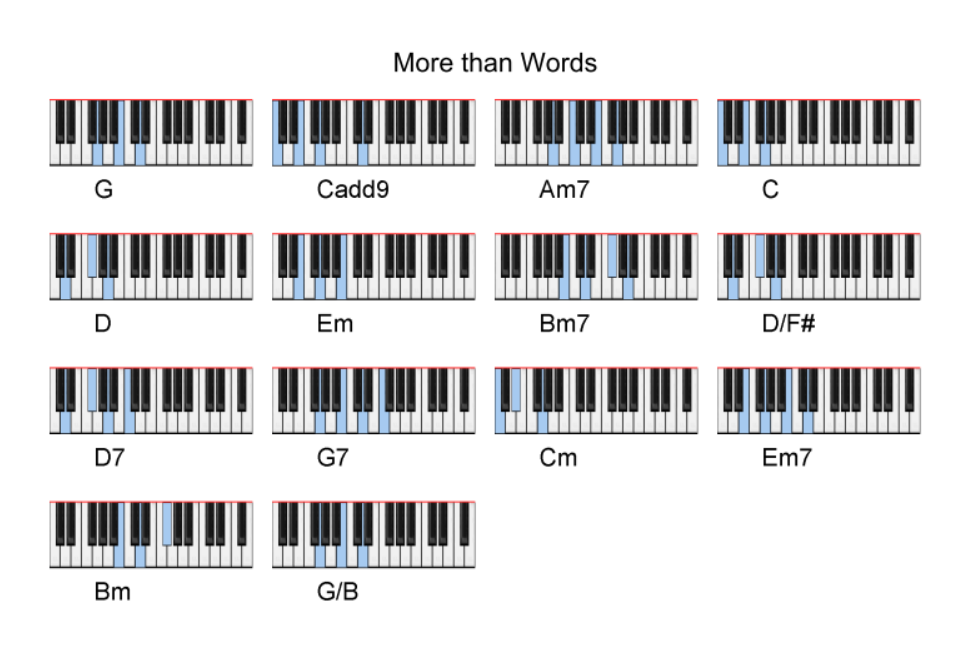 More than Words
G Cadd9 Am7 C
D Em Bm7 D/F#
D7 G7 Cm Em7
Bm G/B